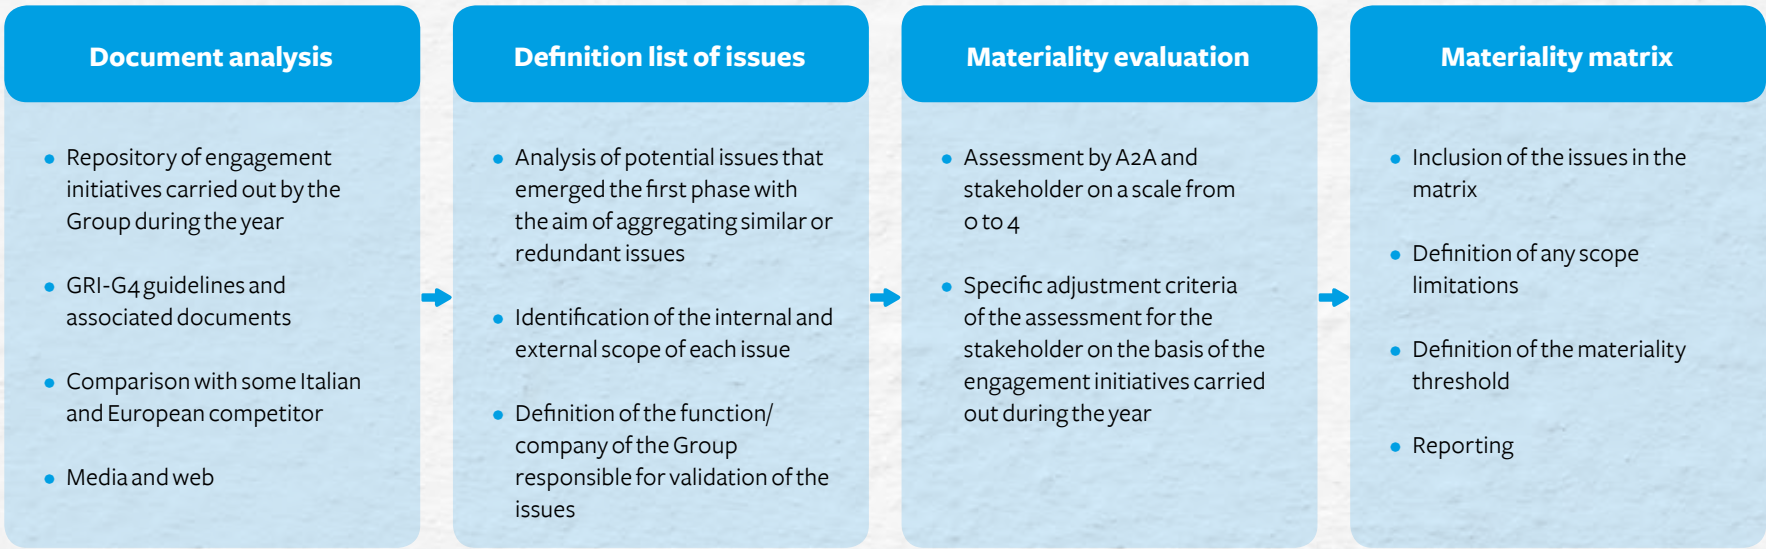 Document analysis
• Repository of engagement
initiatives carried out by the
Group during the year
• GRI-G4 guidelines and
associated documents
• Comparison with some Italian
and European competitor
• Media and web
Definition list of issues
• Analysis of potential issues that
emerged the first phase with
the aim of aggregating similar or
redundant issues
• Identification of the internal and
external scope of each issue
• Definition of the function/
company of the Group
responsible for validation of the
issues
Materiality evaluation
• Assessment by A2A and
stakeholder on a scale from
0 to 4
• Specific adjustment criteria
of the assessment for the
stakeholder on the basis of the
engagement initiatives carried
out during the year
Materiality matrix
• Inclusion of the issues in the
matrix
• Definition of any scope
limitations
• Definition of the materiality
threshold
• Reporting